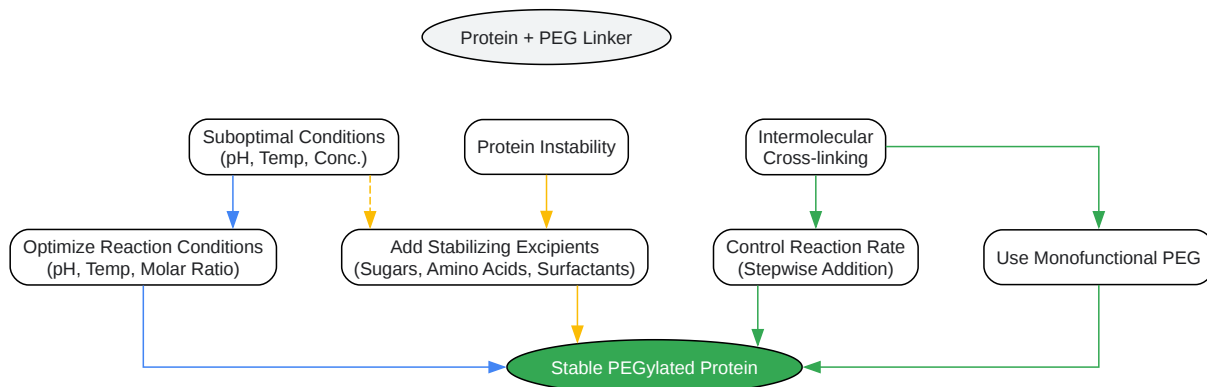 Protein + PEG Linker
Suboptimal Conditions
(pH, Temp, Conc.)
Protein Instability
Intermolecular
Cross-linking
Optimize Reaction Conditions
(pH, Temp, Molar Ratio)
Add Stabilizing Excipients
(Sugars, Amino Acids, Surfactants)
Control Reaction Rate
(Stepwise Addition)
Use Monofunctional PEG
Stable PEGylated Protein